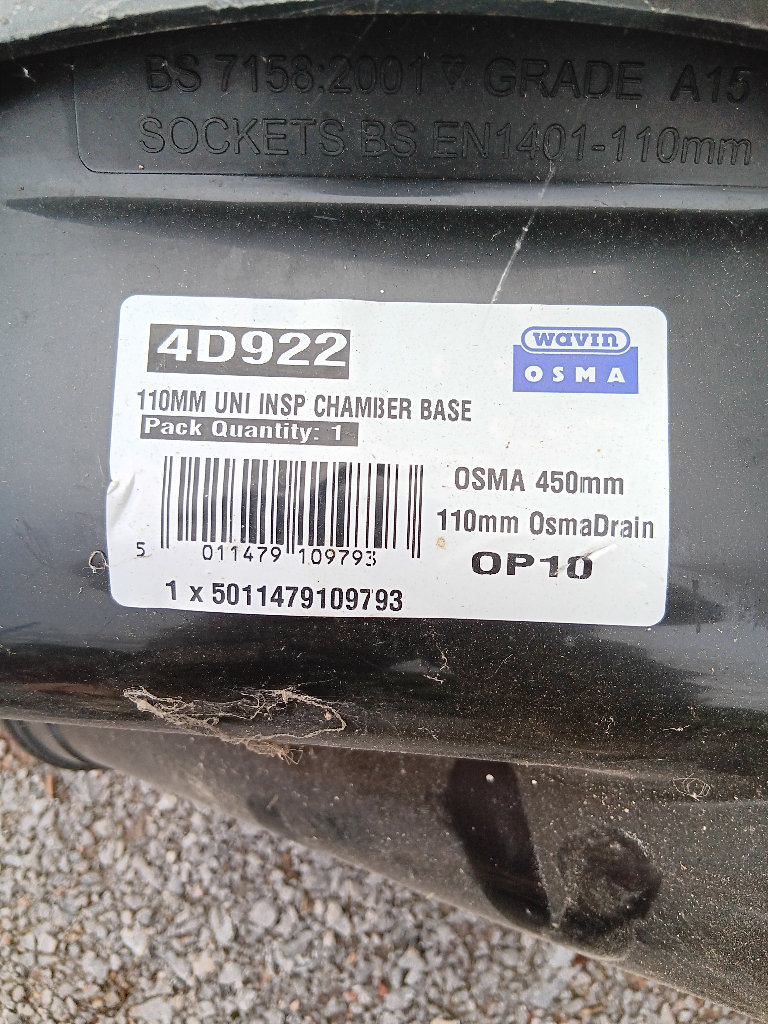 BS 7158:2001 ▽ GRADE A15
SOCKETS BS EN1401-110mm
4D922
wavin
OSMA
110MM UNI INSP CHAMBER BASE
Pack Quantity: 1
OSMA 450mm
110mm OsmaDrain
OP10
5 011479 109793
1 x 5011479109793